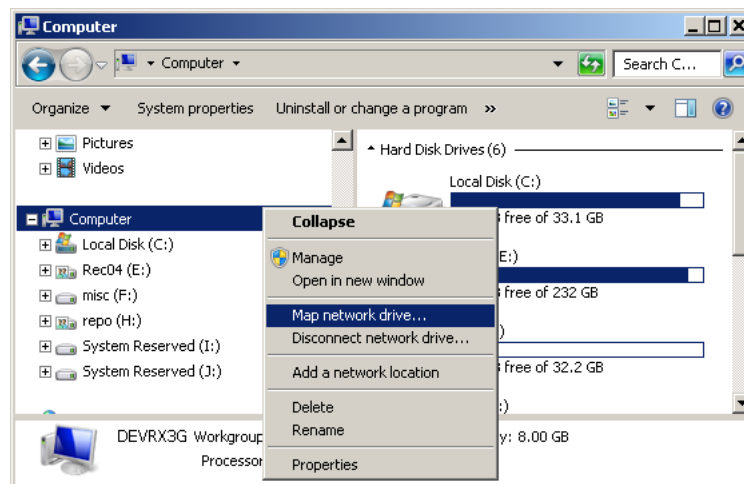 Computer
Computer
Search C...
Organize
System properties
Uninstall or change a program
»
Pictures
Videos
Computer
Local Disk (C:)
Rec04 (E:)
misc (F:)
repo (H:)
System Reserved (I:)
System Reserved (J:)
Hard Disk Drives (6)
Local Disk (C:)
free of 33.1 GB
E:)
free of 232 GB
)
free of 32.2 GB
:)
Collapse
Manage
Open in new window
Map network drive...
Disconnect network drive...
Add a network location
Delete
Rename
Properties
DEVRX3G Workgroup
y: 8.00 GB
Processor